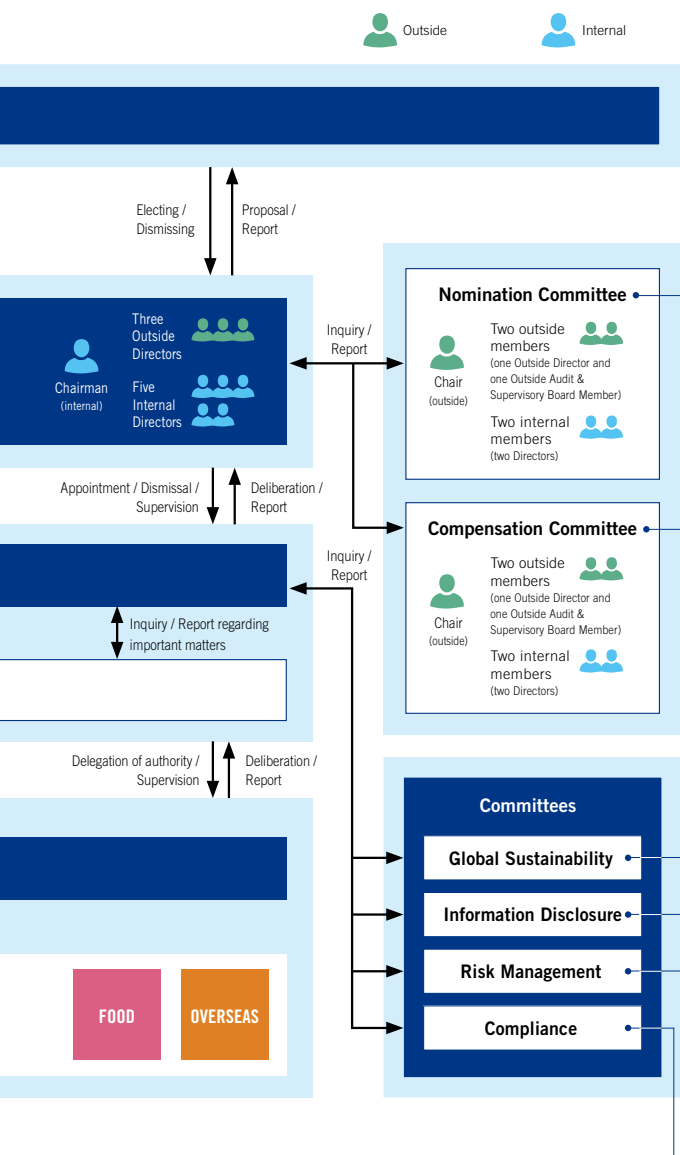 Outside
Internal
Electing /
Dismissing
Proposal /
Report
Chairman
(internal)
Three
Outside
Directors
Five
Internal
Directors
Inquiry /
Report
Nomination Committee
Chair
(outside)
Two outside
members
(one Outside Director and
one Outside Audit &
Supervisory Board Member)
Two internal
members
(two Directors)
Appointment / Dismissal /
Supervision
Deliberation /
Report
Compensation Committee
Chair
(outside)
Two outside
members
(one Outside Director and
one Outside Audit &
Supervisory Board Member)
Two internal
members
(two Directors)
Inquiry /
Report
Inquiry / Report regarding
important matters
Delegation of authority /
Supervision
Deliberation /
Report
Committees
Global Sustainability
Information Disclosure
Risk Management
Compliance
FOOD
OVERSEAS